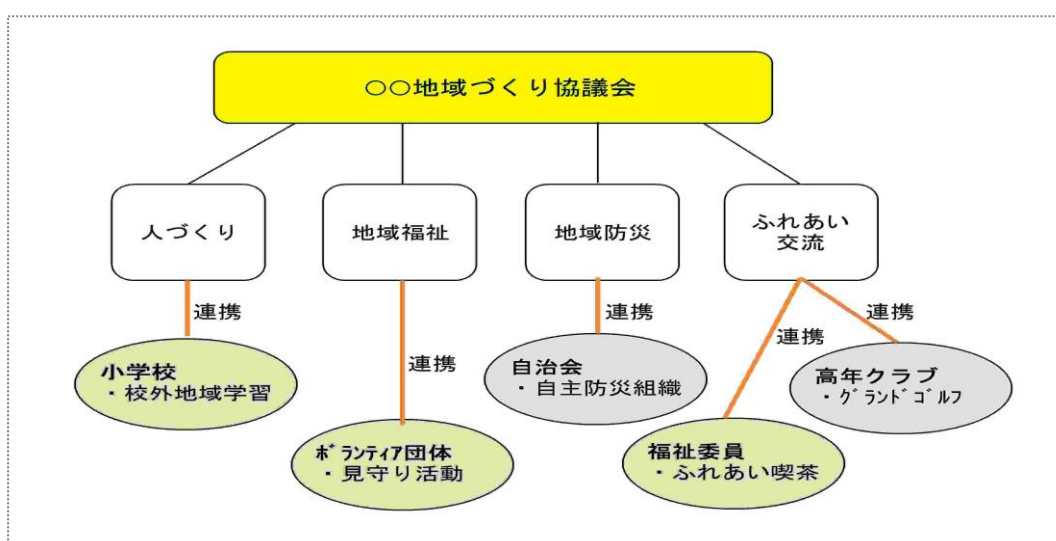 ○○地域づくり協議会
人づくり
地域福祉
地域防災
ふれあい
交流
連携
連携
連携
連携
連携
小学校
・校外地域学習
ﾎﾞﾗﾝﾃｨｱ団体
・見守り活動
自治会
・自主防災組織
福祉委員
・ふれあい喫茶
高年クラブ
・ｸﾞﾗﾝﾄﾞｺﾞﾙﾌ